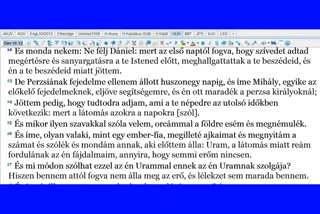 Dán 10:12
12 És monda nékem: Ne félj Dániel: mert az első naptól fogva, hogy szívedet adtad
megértésre és sanyargatásra a te Istened előtt, meghallgattattak a te beszédeid, és
én a te beszédeid miatt jöttem.
13 De Perzsiának fejedelme ellenem állott huszonegy napig, és íme Mihály, egyike az
előkelő fejedelmeknek, eljöve segítségemre, és én ott maradék a perzsa királyoknál;
14 Jöttem pedig, hogy tudtodra adjam, ami a te népedre az utolsó időkben
következik: mert a látomás azokra a napokra [szól].
15 És mikor ilyen szavakkal szóla velem, orcámmal a földre esém és megnémulék.
16 És íme, olyan valaki, mint egy ember-fia, megilleté ajkaimat és megnyitám a
számat és szólék és mondám annak, aki előttem álla: Uram, a látomás miatt reám
fordulának az én fájdalmaim, annyira, hogy semmi erőm nincsen.
17 És mi módon szólhat ezzel az én Urammal ennek az én Uramnak szolgája?
Hiszen bennem attól fogva nem álla meg az erő, és lélekzet sem marada bennem.